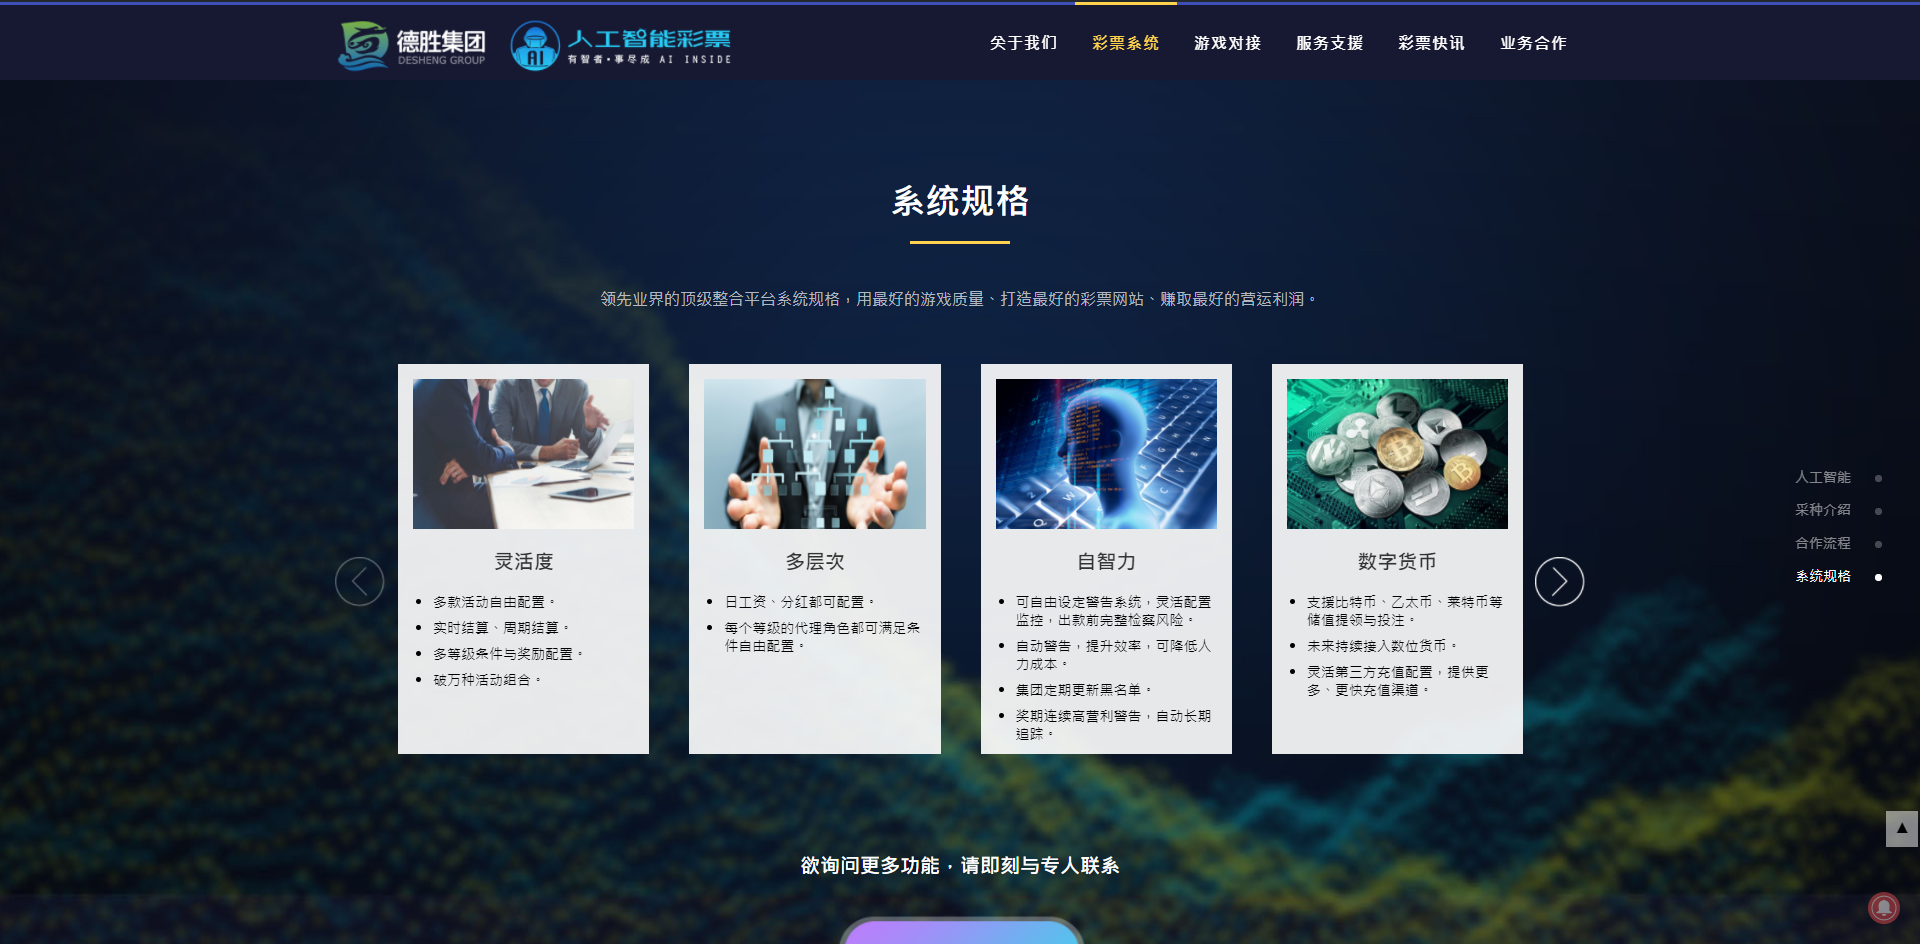 德胜集团
DESHENG GROUP
AI
人工智能彩票
有智者•事尽成 AI INSIDE
关于我们
彩票系统
游戏对接
服务支援
彩票快讯
业务合作
系统规格
领先业界的顶级整合平台系统规格，用最好的游戏质量、打造最好的彩票网站、赚取最好的营运利润。
灵活度
多款活动自由配置。
实时结算、周期结算。
多等级条件与奖励配置。
破万种活动组合。
多层次
日工资、分红都可配置。
每个等级的代理角色都可满足条
件自由配置。
自智力
可自由设定警告系统，灵活配置
监控，出款前完整检察风险。
自动警告，提升效率，可降低人
力成本。
集团定期更新黑名单。
奖期连续高营利警告，自动长期
追踪。
数字货币
支援比特币、乙太币、莱特币等
储值提领与投注。
未来持续接入数位货币。
灵活第三方充值配置，提供更
多、更快充值渠道。
人工智能
采种介紹
合作流程
系统规格
欲询问更多功能，请即刻与专人联系